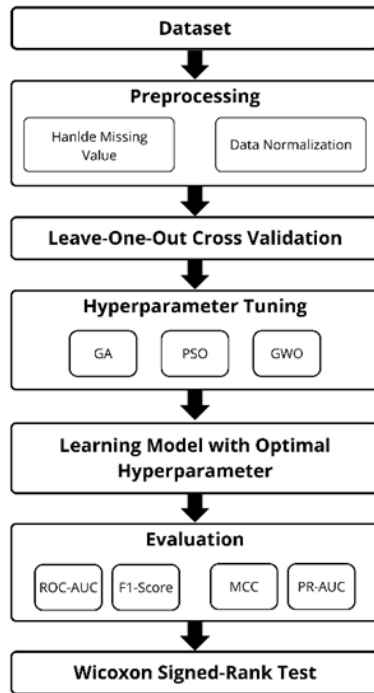 Dataset
Preprocessing
Hanlde Missing
Value
Data Normalization
Leave-One-Out Cross Validation
Hyperparameter Tuning
GA
PSO
GWO
Learning Model with Optimal
Hyperparameter
Evaluation
ROC-AUC
F1-Score
MCC
PR-AUC
Wicoxon Signed-Rank Test